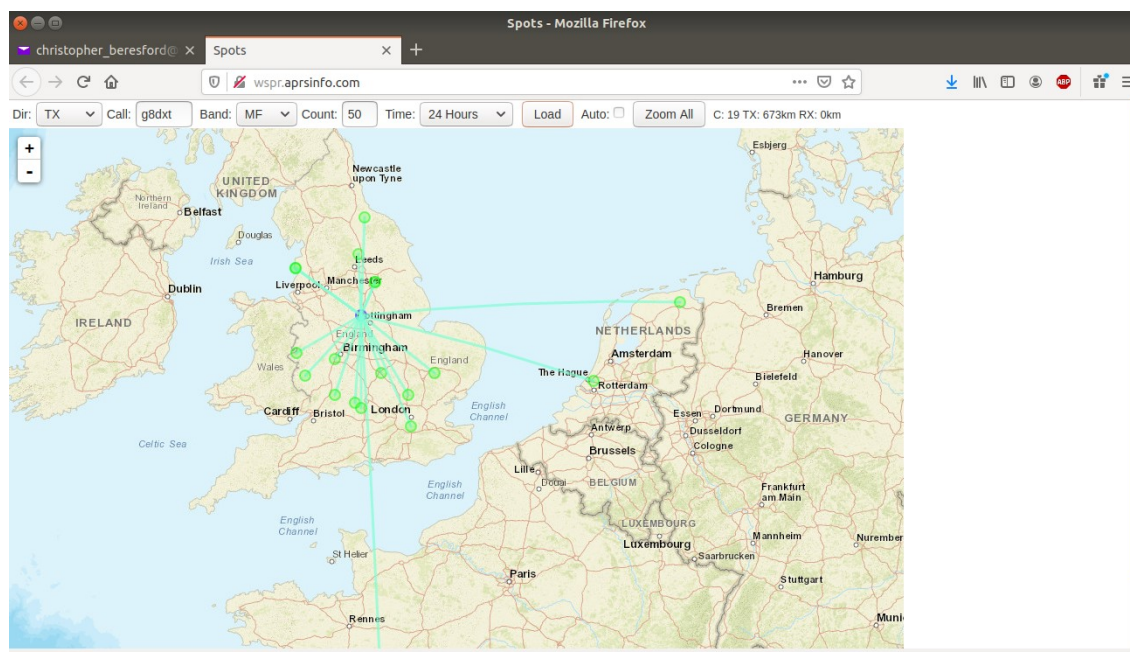 Spots - Mozilla Firefox
christopher_beresford@
Spots
wspr.aprsinfo.com
ABP
Dir: TX Call: g8dxt Band: MF Count: 50 Time: 24 Hours Load Auto: Zoom All C: 19 TX: 673km RX: 0km
+
-
Esbjerg
Newcastle
upon Tyne
UNITED
KINGDOM
Northern
Ireland
Belfast
Douglas
Leeds
Irish Sea
Hamburg
Liverpool
Manchester
Dublin
Bremen
IRELAND
Nottingham
NETHERLANDS
England
Birmingham
Amsterdam
Hanover
England
Wales
The Hague
Bielefeld
Rotterdam
Cardiff
Bristol
London
English
Channel
Essen
Dortmund
GERMANY
Antwerp
Dusseldorf
Celtic Sea
Cologne
Brussels
Lille
Douai
BELGIUM
English
Channel
Frankfurt
am Main
English
Channel
LUXEMBOURG
Luxembourg
Mannheim
Nurember
St Helier
Saarbrucken
Paris
Stuttgart
Rennes
Muni